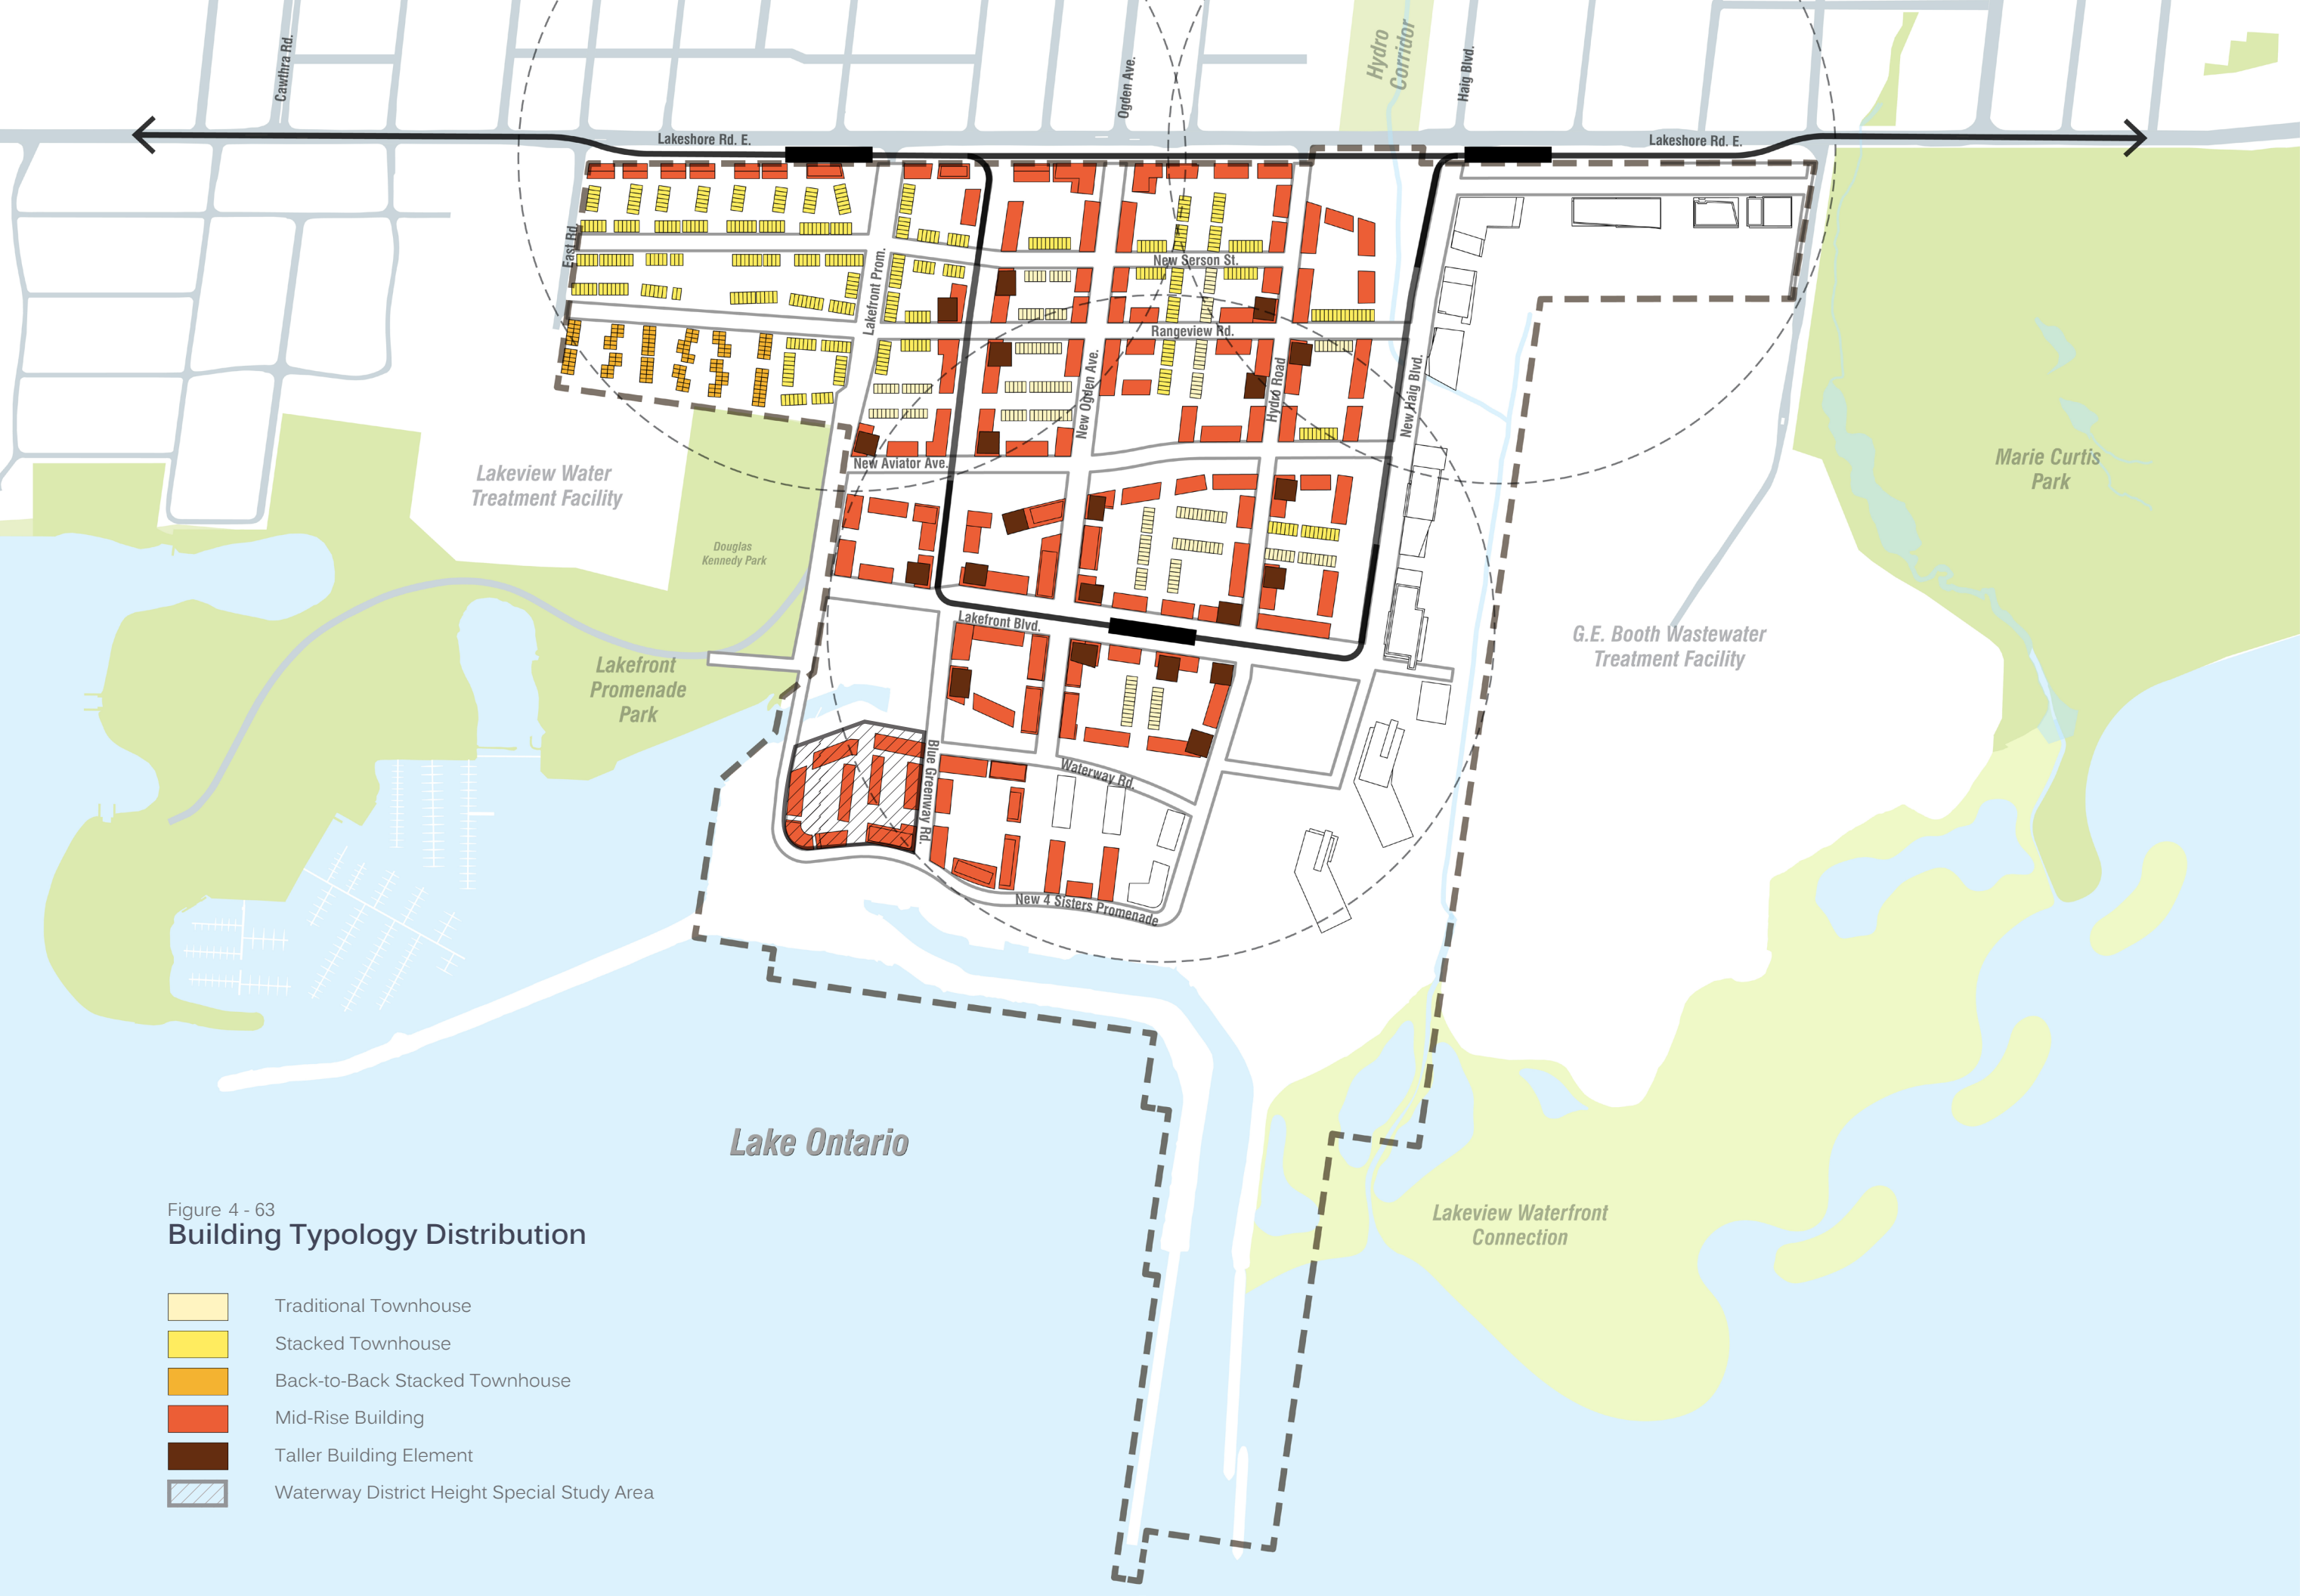 Cawthra Rd.
Ogden Ave.
Hydro
Corridor
Haig Blvd.
Lakeshore Rd. E.
Lakeshore Rd. E.
East Rd.
Lakefront Prom.
New Serson St.
Rangeview Rd.
New Ogden Ave.
Hydro Road
New Haig Blvd.
New Aviator Ave.
Lakeview Water
Treatment Facility
Marie Curtis
Park
Douglas
Kennedy Park
Lakefront Blvd.
G.E. Booth Wastewater
Treatment Facility
Lakefront
Promenade
Park
Blue Greenway Rd.
Waterway Rd.
New 4 Sisters Promenade
Lake Ontario
Lakeview Waterfront
Connection
Figure 4 - 63
Building Typology Distribution
Traditional Townhouse
Stacked Townhouse
Back-to-Back Stacked Townhouse
Mid-Rise Building
Taller Building Element
Waterway District Height Special Study Area